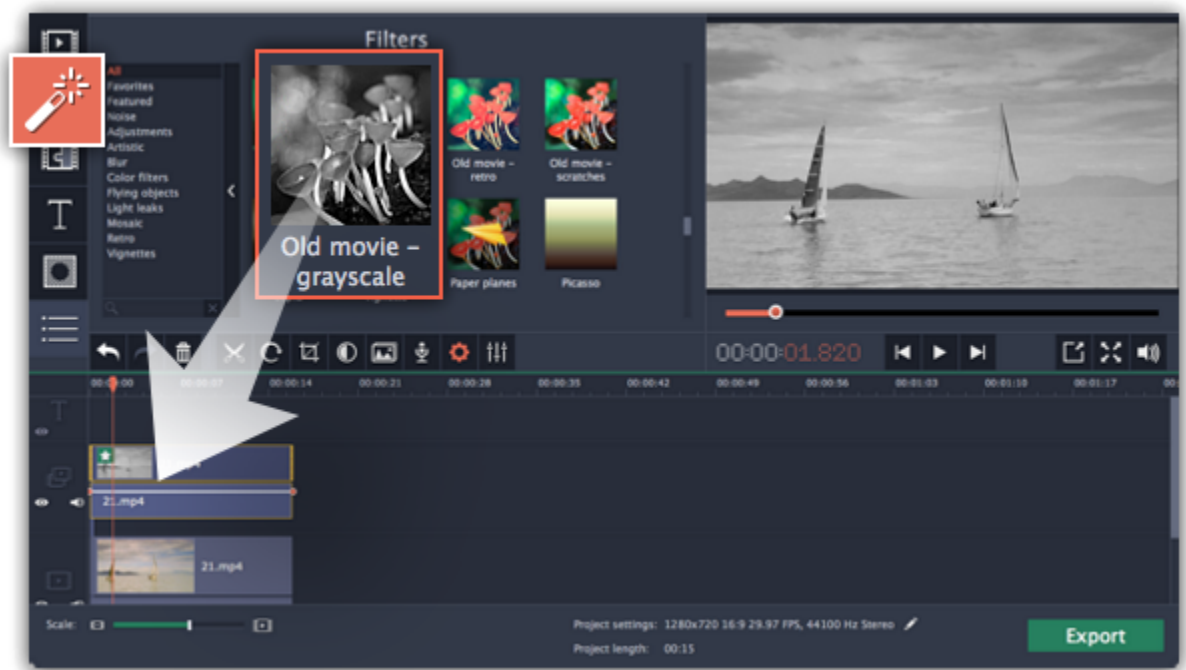 Filters
All
Favorites
Featured
Noise
Adjustments
Artistic
Blur
Color filters
Flying objects
Light leaks
Mosaic
Retro
Vignettes
Old movie –
grayscale
Old movie –
retro
Old movie –
scratches
Paper planes
Picasso
00:00:01.820
00:00:07
00:00:14
00:00:21
00:00:28
00:00:35
00:00:42
00:00:49
00:00:56
00:01:03
00:01:10
00:01:17
T
21.mp4
21.mp4
Scale:
Project settings: 1280x720 16:9 29.97 FPS, 44100 Hz Stereo
Project length: 00:15
Export